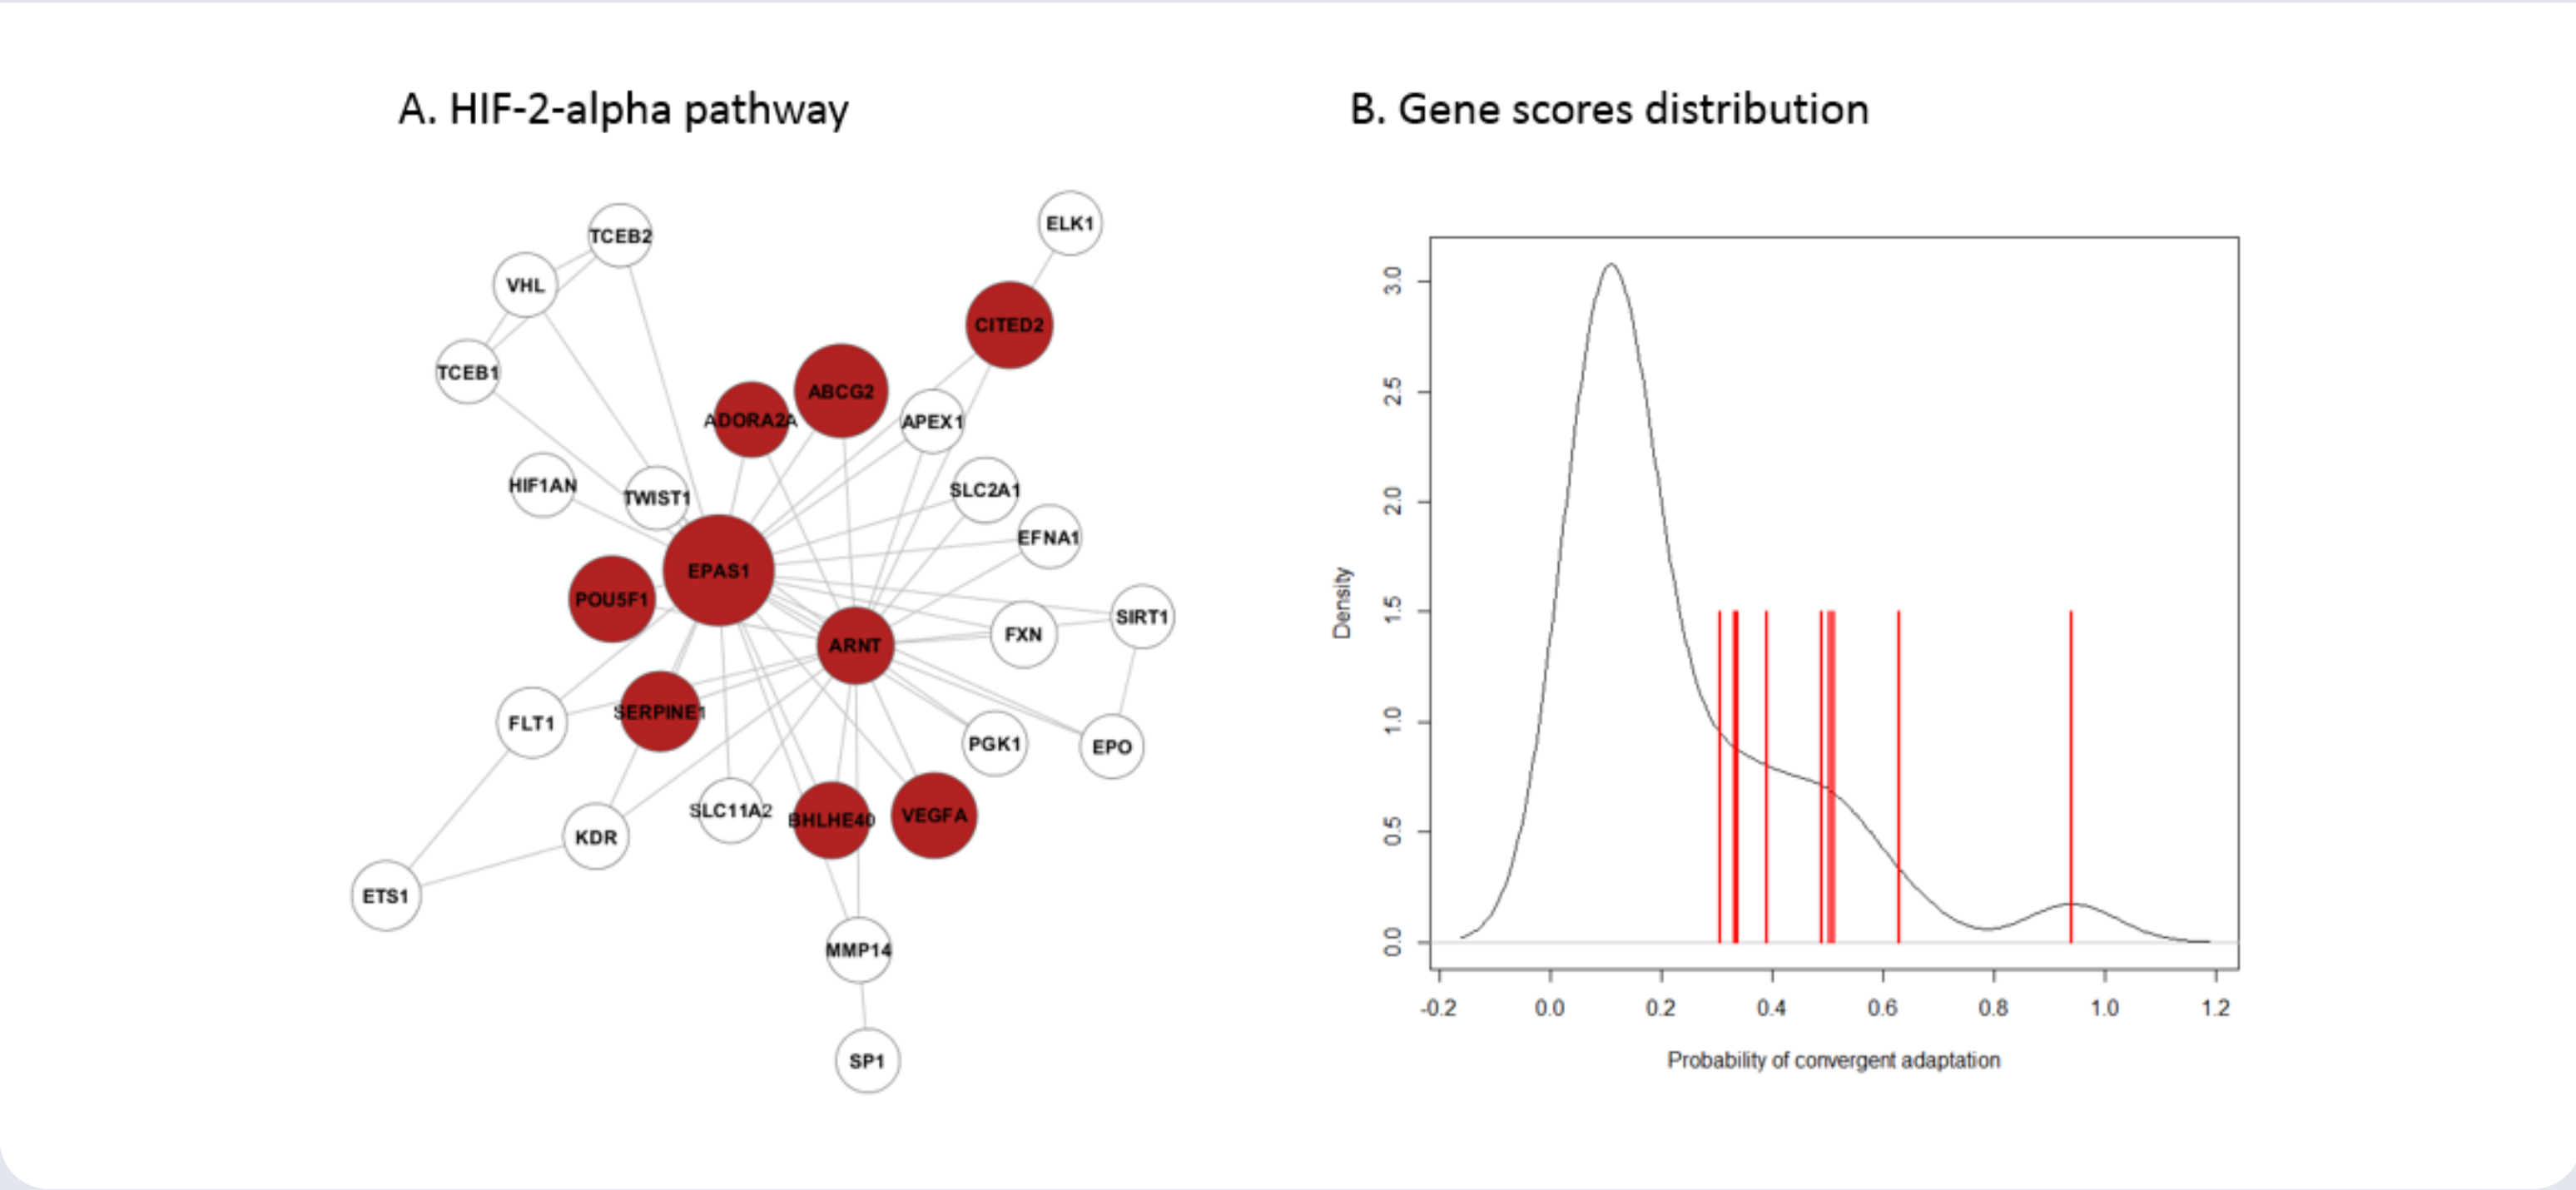 A. HIF-2-alpha pathway
TCEB2
ELK1
VHL
CITED2
TCEB1
ABCG2
ADORA2A
APEX1
HIF1AN
TWIST1
SLC2A1
EFNA1
EPAS1
POU5F1
SIRT1
FXN
ARNT
SERPINE1
FLT1
PGK1
EPO
SLC11A2
BHLHE40
VEGFA
KDR
ETS1
MMP14
SP1
B. Gene scores distribution
Density
3.0
2.5
2.0
1.5
1.0
0.5
0.0
-0.2 0.0 0.2 0.4 0.6 0.8 1.0 1.2
Probability of convergent adaptation